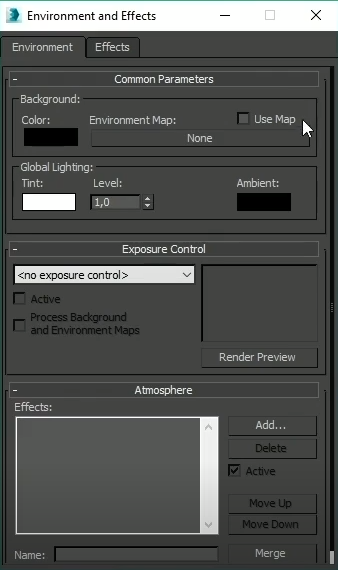 Environment and Effects
Environment Effects
- Common Parameters
Background:
Color: Environment Map: Use Map
None
Global Lighting:
Tint: Level: Ambient:
1,0
- Exposure Control
<no exposure control>
Active
Process Background
and Environment Maps
Render Preview
- Atmosphere
Effects:
Add...
Delete
Active
Move Up
Move Down
Name: Merge